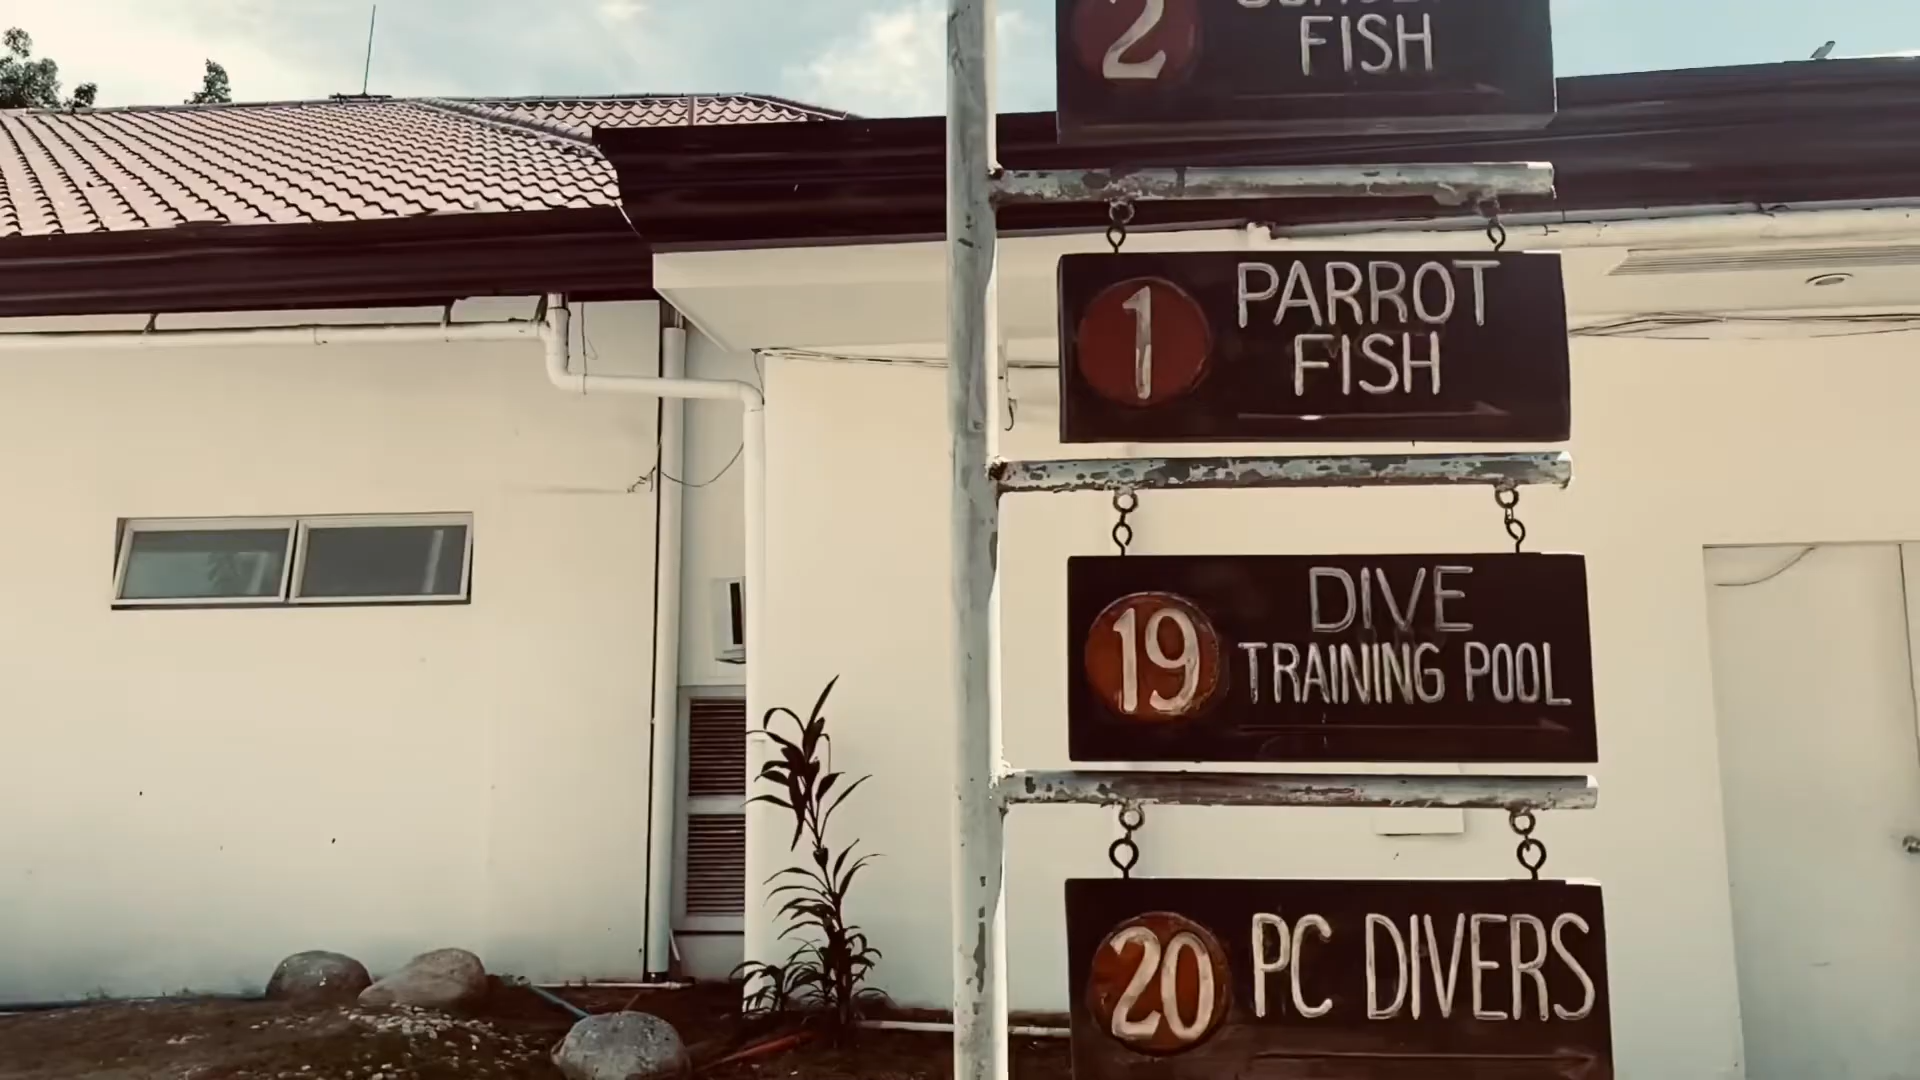 2
FISH
1
PARROT
FISH
19
DIVE
TRAINING POOL
20
PC DIVERS